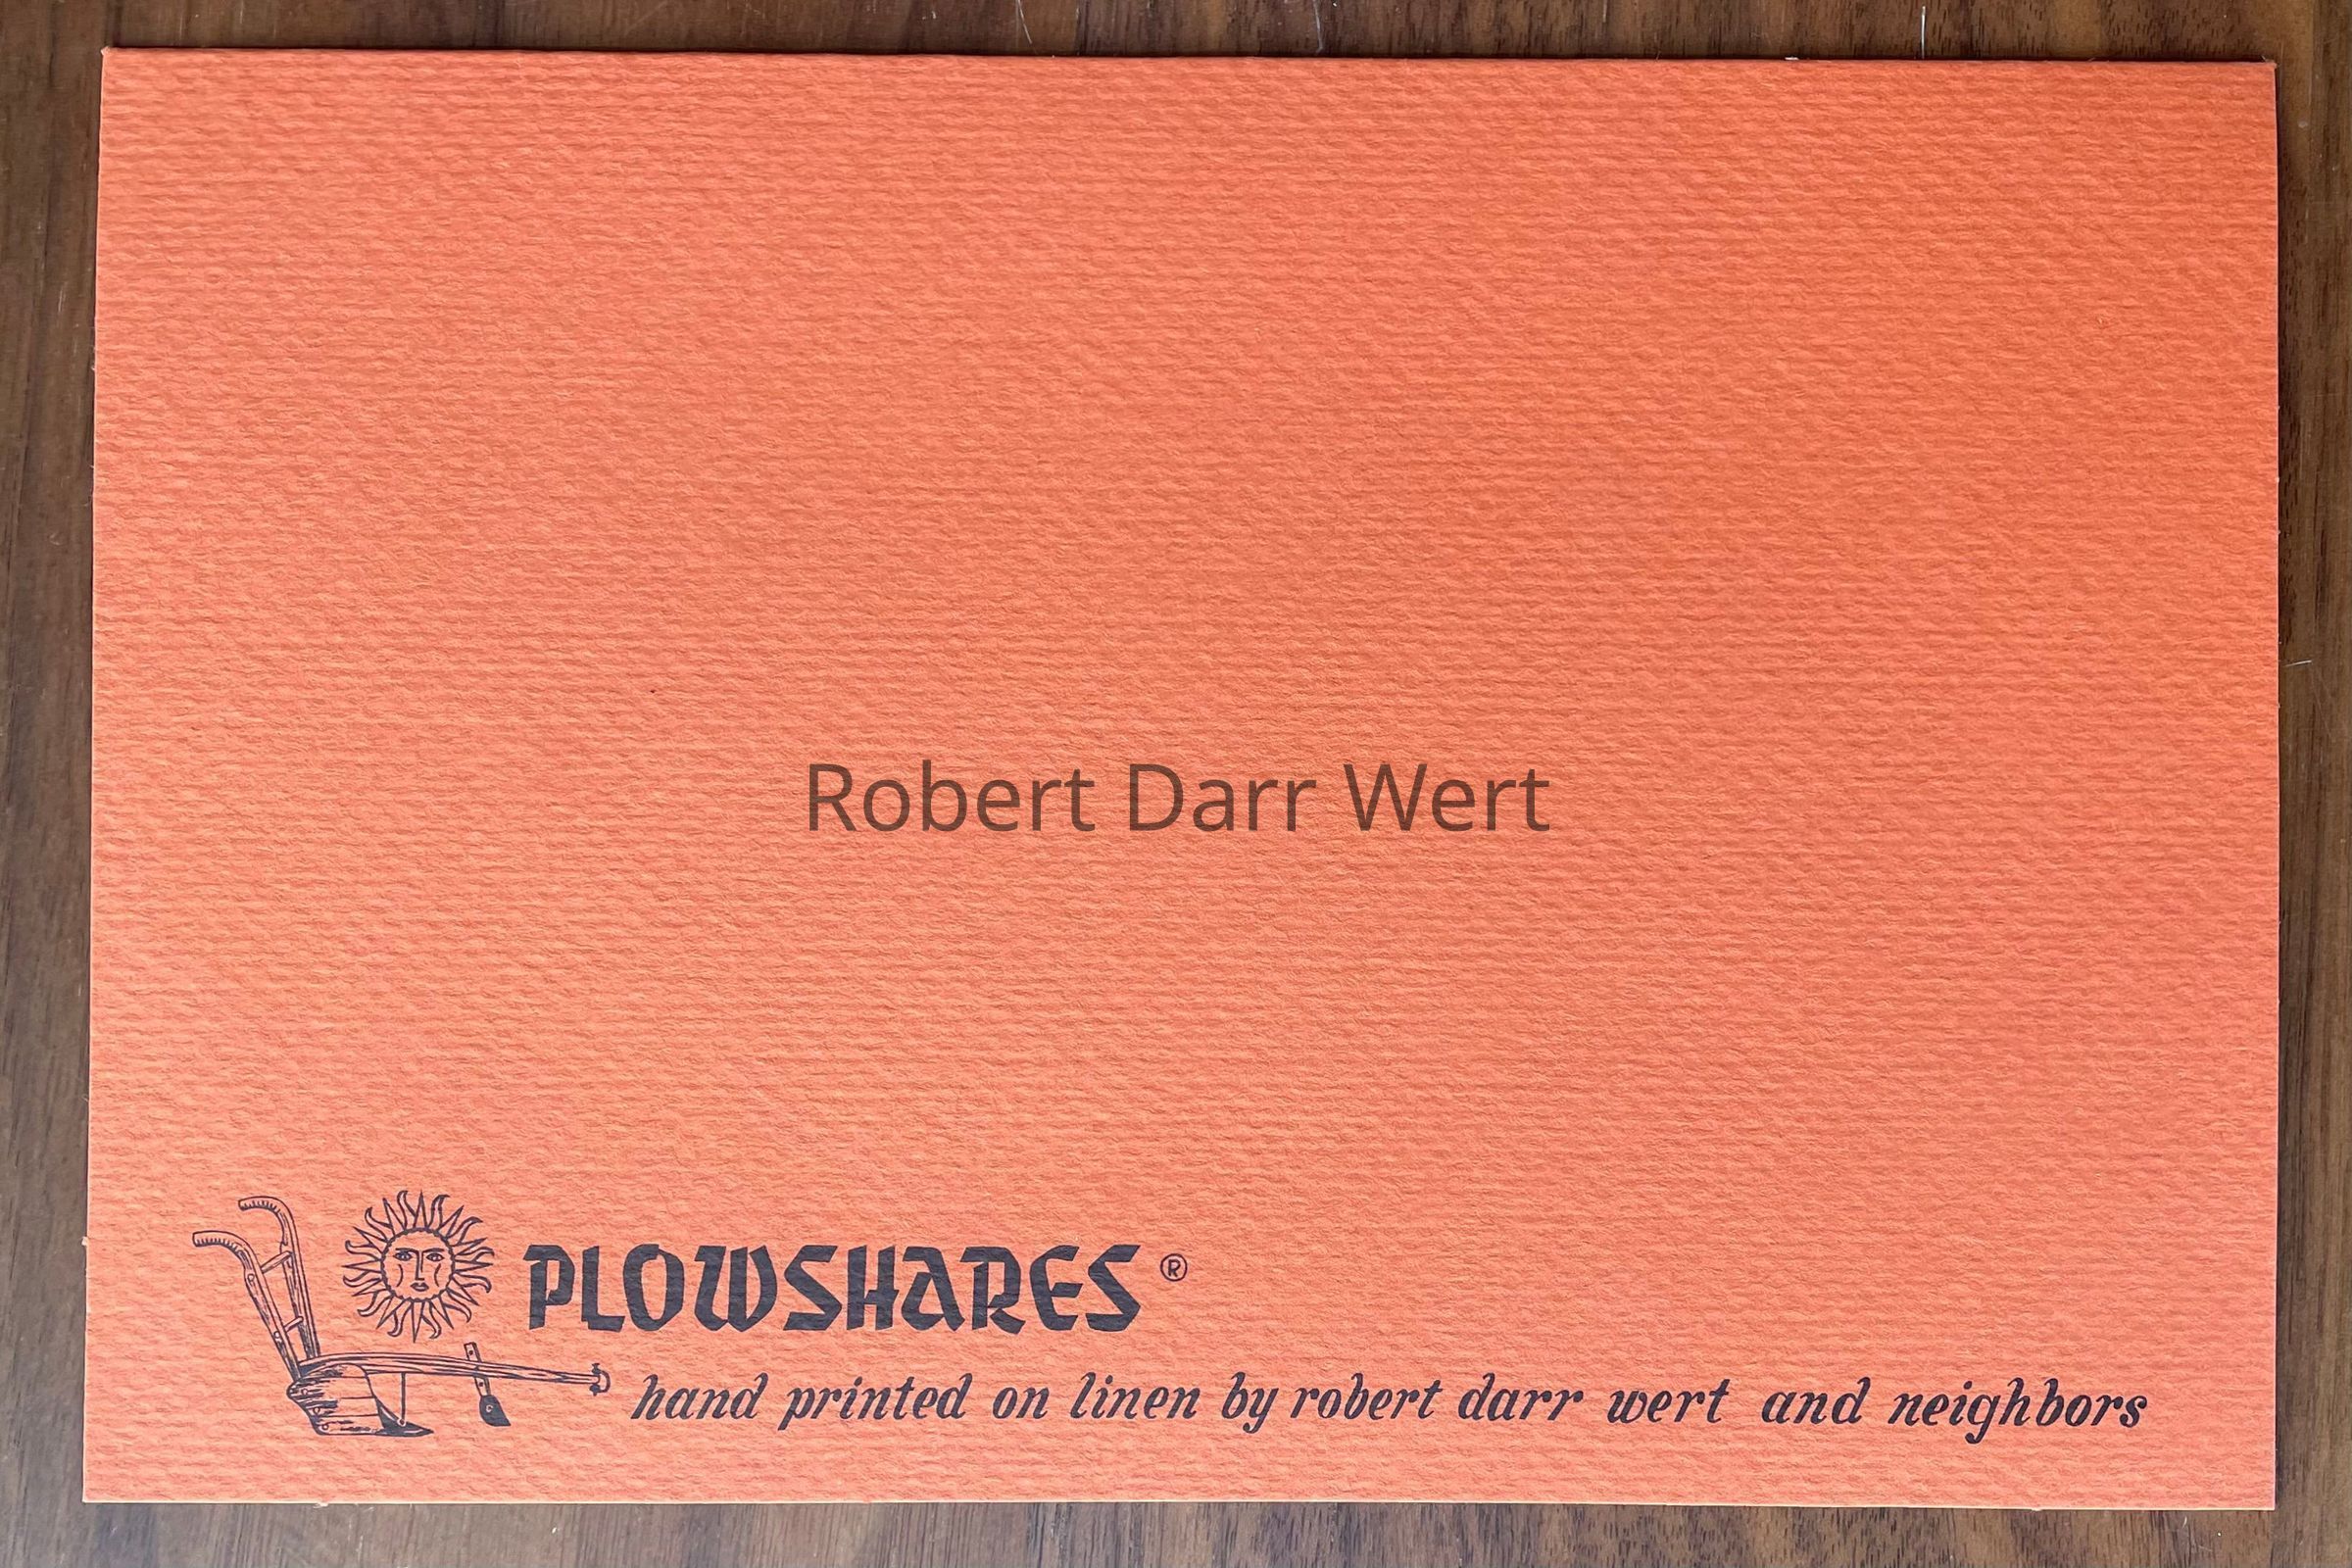 Robert Darr Wert
PLOWSHARES ®
hand printed on linen by robert darr wert and neighbors